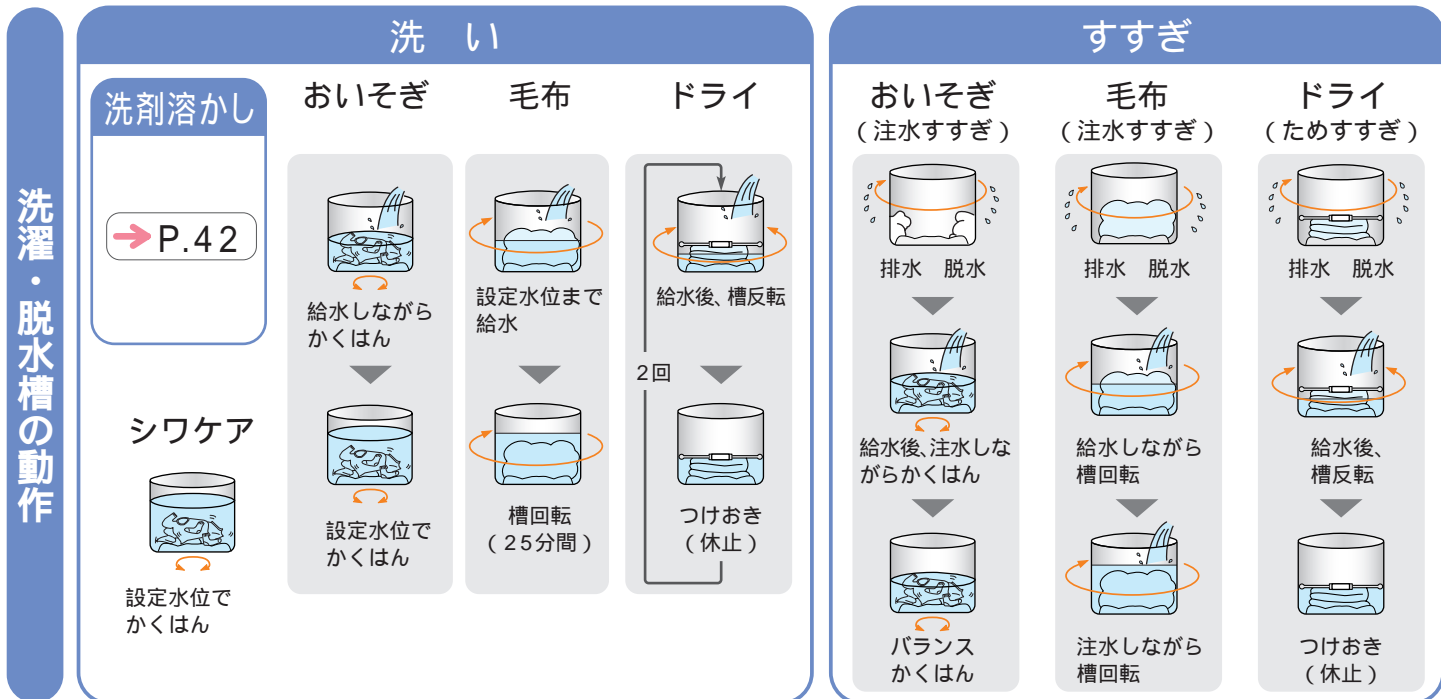 洗濯・脱水槽の動作
洗い
洗剤溶かし
P.42
シワケア
設定水位で
かくはん
おいそぎ
給水しながら
かくはん
設定水位で
かくはん
毛布
設定水位まで
給水
槽回転
(25分間)
ドライ
給水後、槽反転
2回
つけおき
(休止)
すすぎ
おいそぎ
(注水すすぎ)
排水 脱水
給水後、注水しな
がらかくはん
バランス
かくはん
毛布
(注水すすぎ)
排水 脱水
給水しながら
槽回転
注水しながら
槽回転
ドライ
(ためすすぎ)
排水 脱水
給水後、
槽反転
つけおき
(休止)